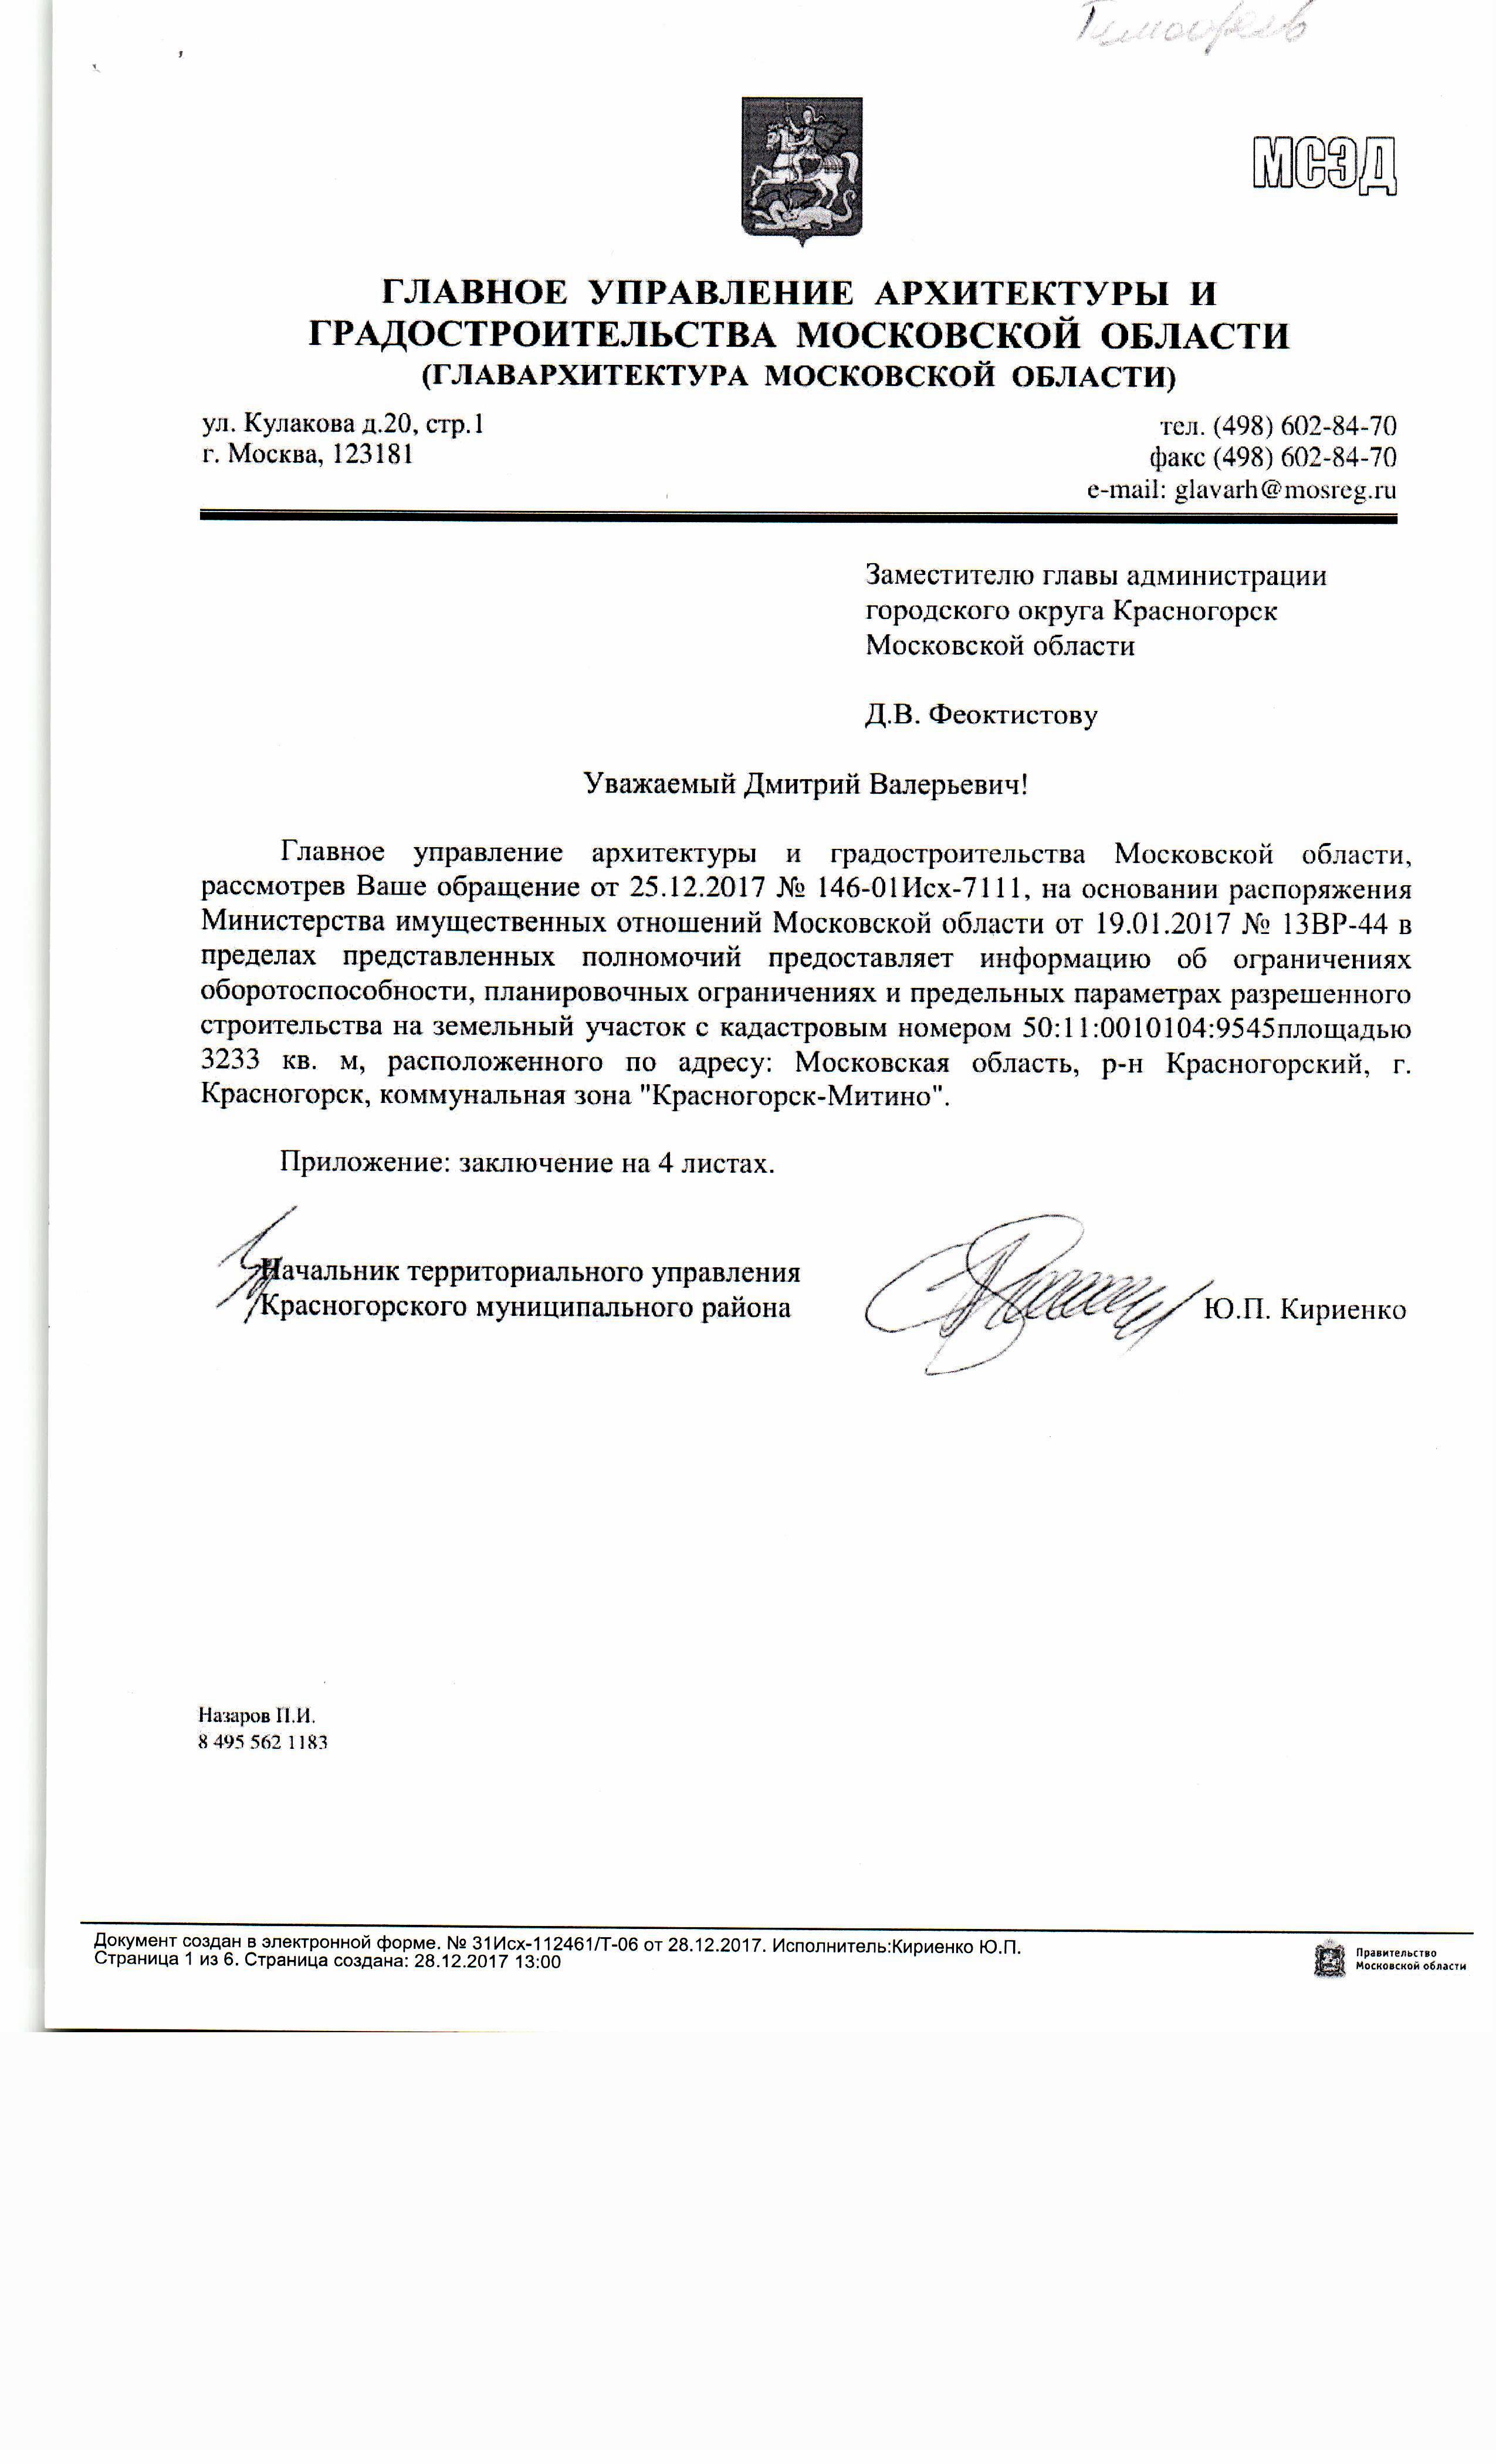 Тимофеев
МСЭД
ГЛАВНОЕ УПРАВЛЕНИЕ АРХИТЕКТУРЫ И
ГРАДОСТРОИТЕЛЬСТВА МОСКОВСКОЙ ОБЛАСТИ
(ГЛАВАРХИТЕКТУРА МОСКОВСКОЙ ОБЛАСТИ)
ул. Кулакова д.20, стр.1
г. Москва, 123181
тел. (498) 602-84-70
факс (498) 602-84-70
e-mail: glavarh@mosreg.ru
Заместителю главы администрации
городского округа Красногорск
Московской области
Д.В. Феоктистову
Уважаемый Дмитрий Валерьевич!
Главное управление архитектуры и градостроительства Московской области,
рассмотрев Ваше обращение от 25.12.2017 № 146-01Исх-7111, на основании распоряжения
Министерства имущественных отношений Московской области от 19.01.2017 № 13ВР-44 в
пределах представленных полномочий предоставляет информацию об ограничениях
оборотоспособности, планировочных ограничениях и предельных параметрах разрешенного
строительства на земельный участок с кадастровым номером 50:11:0010104:9545площадью
3233 кв. м, расположенного по адресу: Московская область, р-н Красногорский, г.
Красногорск, коммунальная зона "Красногорск-Митино".
Приложение: заключение на 4 листах.
Начальник территориального управления
Красногорского муниципального района
Ю.П. Кириенко
Назаров П.И.
8 495 562 1183
Документ создан в электронной форме. № 31Исх-112461/Т-06 от 28.12.2017. Исполнитель:Кириенко Ю.П.
Страница 1 из 6. Страница создана: 28.12.2017 13:00
Правительство
Московской области